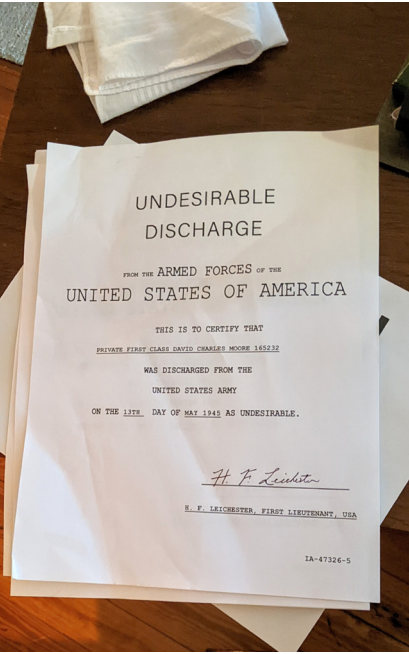 UNDESIRABLE
DISCHARGE
FROM THE ARMED FORCES OF THE
UNITED STATES OF AMERICA
THIS IS TO CERTIFY THAT
PRIVATE FIRST CLASS DAVID CHARLES MOORE 165232
WAS DISCHARGED FROM THE
UNITED STATES ARMY
ON THE 13TH DAY OF MAY 1945 AS UNDESIRABLE.
H. F. Leichester
H. F. LEICHESTER, FIRST LIEUTENANT, USA
IA-47326-5